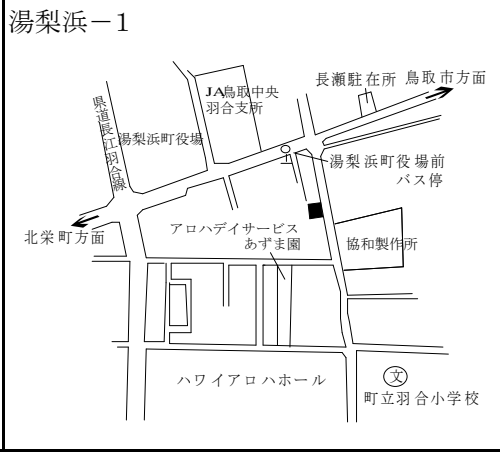 湯梨浜－1
長瀬駐在所
鳥取市方面
JA鳥取中央
羽合支所
県道長江羽合線
湯梨浜町役場
湯梨浜町役場前
バス停
北栄町方面
アロハデイサービス
あずま園
協和製作所
ハワイアロハホール
文
町立羽合小学校